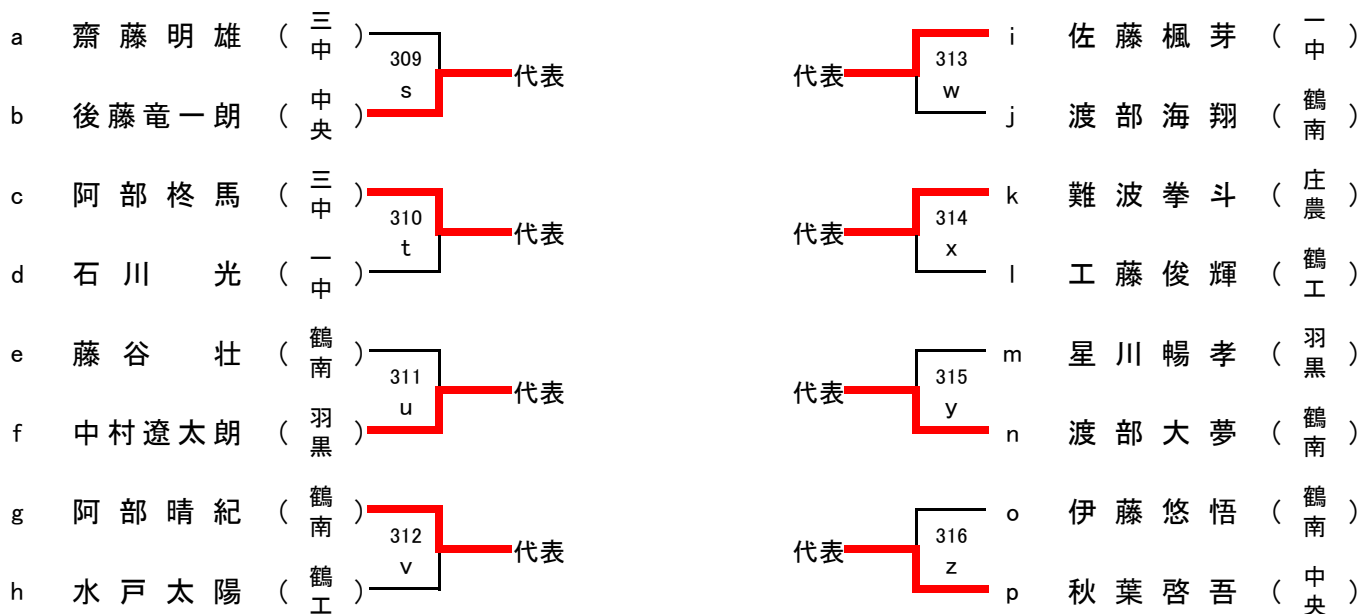 a 齋藤明雄 (三中)
309
s
代表
b 後藤竜一朗 (中央)
c 阿部柊馬 (三中)
310
t
代表
d 石川 光 (一中)
e 藤谷 壮 (鶴南)
311
u
代表
f 中村遼太朗 (羽黒)
g 阿部晴紀 (鶴南)
312
v
代表
h 水戸太陽 (鶴工)
i 佐藤楓芽 (一中)
代表
313
w
j 渡部海翔 (鶴南)
k 難波拳斗 (庄農)
代表
314
x
l 工藤俊輝 (鶴工)
m 星川暢孝 (羽黒)
代表
315
y
n 渡部大夢 (鶴南)
o 伊藤悠悟 (鶴南)
代表
316
z
p 秋葉啓吾 (中央)